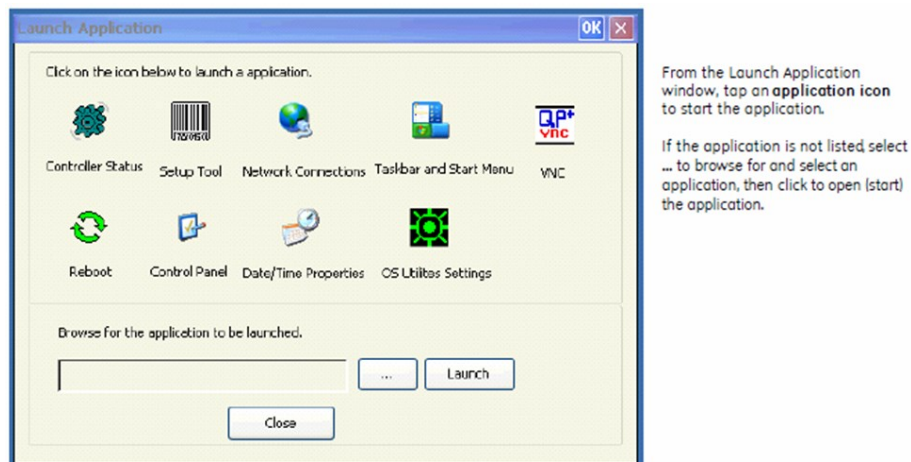 Launch Application OK
Click on the icon below to launch a application.
Controller Status Setup Tool Network Connections Taskbar and Start Menu VNC
QP+
vnc
Reboot Control Panel Date/Time Properties OS Utilites Settings
Browse for the application to be launched.
... Launch
Close
From the Launch Application
window, tap an application icon
to start the application.
If the application is not listed, select
... to browse for and select an
application, then click to open (start)
the application.